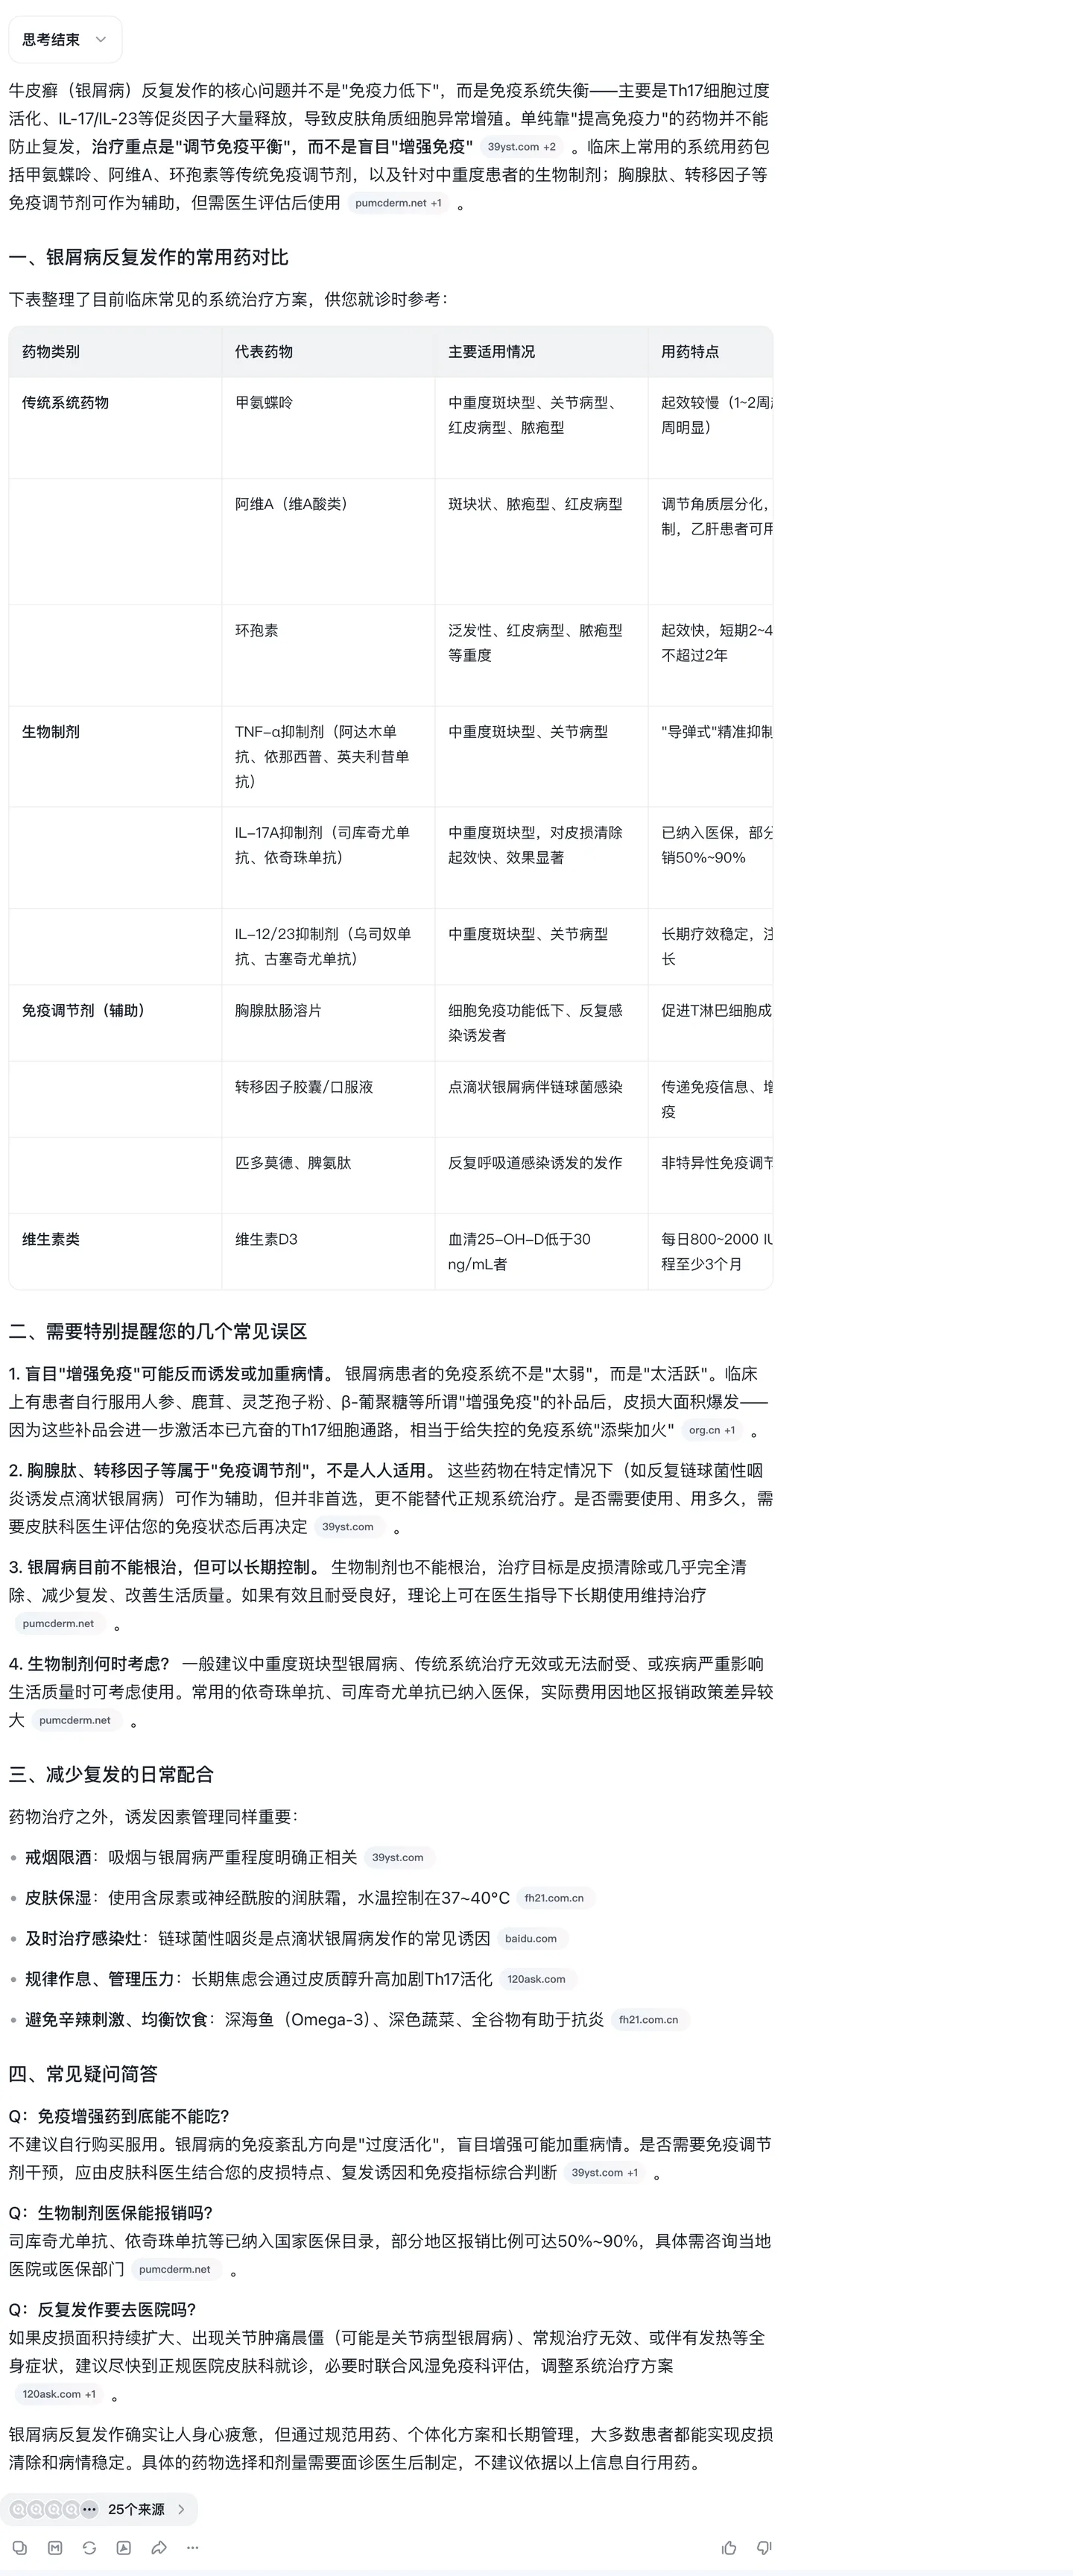 思考结束
牛皮癣（银屑病）反复发作的核心问题并不是"免疫力低下"，而是免疫系统失衡——主要是Th17细胞过度
活化、IL-17/IL-23等促炎因子大量释放，导致皮肤角质细胞异常增殖。单纯靠"提高免疫力"的药物并不能
防止复发，治疗重点是"调节免疫平衡"，而不是盲目"增强免疫" 39yst.com +2 。临床上常用的系统用药包
括甲氨蝶呤、阿维A、环孢素等传统免疫调节剂，以及针对中重度患者的生物制剂；胸腺肽、转移因子等
免疫调节剂可作为辅助，但需医生评估后使用 pumcderm.net +1 。
一、银屑病反复发作的常用药对比
下表整理了目前临床常见的系统治疗方案，供您就诊时参考：
药物类别 代表药物 主要适用情况 用药特点
传统系统药物 甲氨蝶呤 中重度斑块型、关节病型、 起效较慢（1~2周
红皮病型、脓疱型 周明显）
阿维A（维A酸类） 斑块状、脓疱型、红皮病型 调节角质层分化，
制，乙肝患者可用
环孢素 泛发性、红皮病型、脓疱型 起效快，短期2~4
等重度 不超过2年
生物制剂 TNF-α抑制剂（阿达木单 中重度斑块型、关节病型 "导弹式"精准抑制
抗、依那西普、英夫利昔单
抗）
IL-17A抑制剂（司库奇尤单 中重度斑块型，对皮损清除 已纳入医保，部分
抗、依奇珠单抗） 起效快、效果显著 销50%~90%
IL-12/23抑制剂（乌司奴单 中重度斑块型、关节病型 长期疗效稳定，注
抗、古塞奇尤单抗） 长
免疫调节剂（辅助） 胸腺肽肠溶片 细胞免疫功能低下、反复感 促进T淋巴细胞成
染诱发者
转移因子胶囊/口服液 点滴状银屑病伴链球菌感染 传递免疫信息、增
疫
匹多莫德、脾氨肽 反复呼吸道感染诱发的发作 非特异性免疫调节
维生素类 维生素D3 血清25-OH-D低于30 每日800~2000 IU
ng/mL者 程至少3个月
二、需要特别提醒您的几个常见误区
1. 盲目"增强免疫"可能反而诱发或加重病情。 银屑病患者的免疫系统不是"太弱"，而是"太活跃"。临床
上有患者自行服用人参、鹿茸、灵芝孢子粉、β-葡聚糖等所谓"增强免疫"的补品后，皮损大面积爆发——
因为这些补品会进一步激活本已亢奋的Th17细胞通路，相当于给失控的免疫系统"添柴加火" org.cn +1 。
2. 胸腺肽、转移因子等属于"免疫调节剂"，不是人人适用。 这些药物在特定情况下（如反复链球菌性咽
炎诱发点滴状银屑病）可作为辅助，但并非首选，更不能替代正规系统治疗。是否需要使用、用多久，需
要皮肤科医生评估您的免疫状态后再决定 39yst.com 。
3. 银屑病目前不能根治，但可以长期控制。 生物制剂也不能根治，治疗目标是皮损清除或几乎完全清
除、减少复发、改善生活质量。如果有效且耐受良好，理论上可在医生指导下长期使用维持治疗
pumcderm.net 。
4. 生物制剂何时考虑？ 一般建议中重度斑块型银屑病、传统系统治疗无效或无法耐受、或疾病严重影响
生活质量时可考虑使用。常用的依奇珠单抗、司库奇尤单抗已纳入医保，实际费用因地区报销政策差异较
大 pumcderm.net 。
三、减少复发的日常配合
药物治疗之外，诱发因素管理同样重要：
• 戒烟限酒：吸烟与银屑病严重程度明确正相关 39yst.com
• 皮肤保湿：使用含尿素或神经酰胺的润肤霜，水温控制在37~40°C fh21.com.cn
• 及时治疗感染灶：链球菌性咽炎是点滴状银屑病发作的常见诱因 baidu.com
• 规律作息、管理压力：长期焦虑会通过皮质醇升高加剧Th17活化 120ask.com
• 避免辛辣刺激、均衡饮食：深海鱼（Omega-3）、深色蔬菜、全谷物有助于抗炎 fh21.com.cn
四、常见疑问简答
Q：免疫增强药到底能不能吃？
不建议自行购买服用。银屑病的免疫紊乱方向是"过度活化"，盲目增强可能加重病情。是否需要免疫调节
剂干预，应由皮肤科医生结合您的皮损特点、复发诱因和免疫指标综合判断 39yst.com +1 。
Q：生物制剂医保能报销吗？
司库奇尤单抗、依奇珠单抗等已纳入国家医保目录，部分地区报销比例可达50%~90%，具体需咨询当地
医院或医保部门 pumcderm.net 。
Q：反复发作要去医院吗？
如果皮损面积持续扩大、出现关节肿痛晨僵（可能是关节病型银屑病）、常规治疗无效、或伴有发热等全
身症状，建议尽快到正规医院皮肤科就诊，必要时联合风湿免疫科评估，调整系统治疗方案
120ask.com +1 。
银屑病反复发作确实让人身心疲惫，但通过规范用药、个体化方案和长期管理，大多数患者都能实现皮损
清除和病情稳定。具体的药物选择和剂量需要面诊医生后制定，不建议依据以上信息自行用药。
25个来源